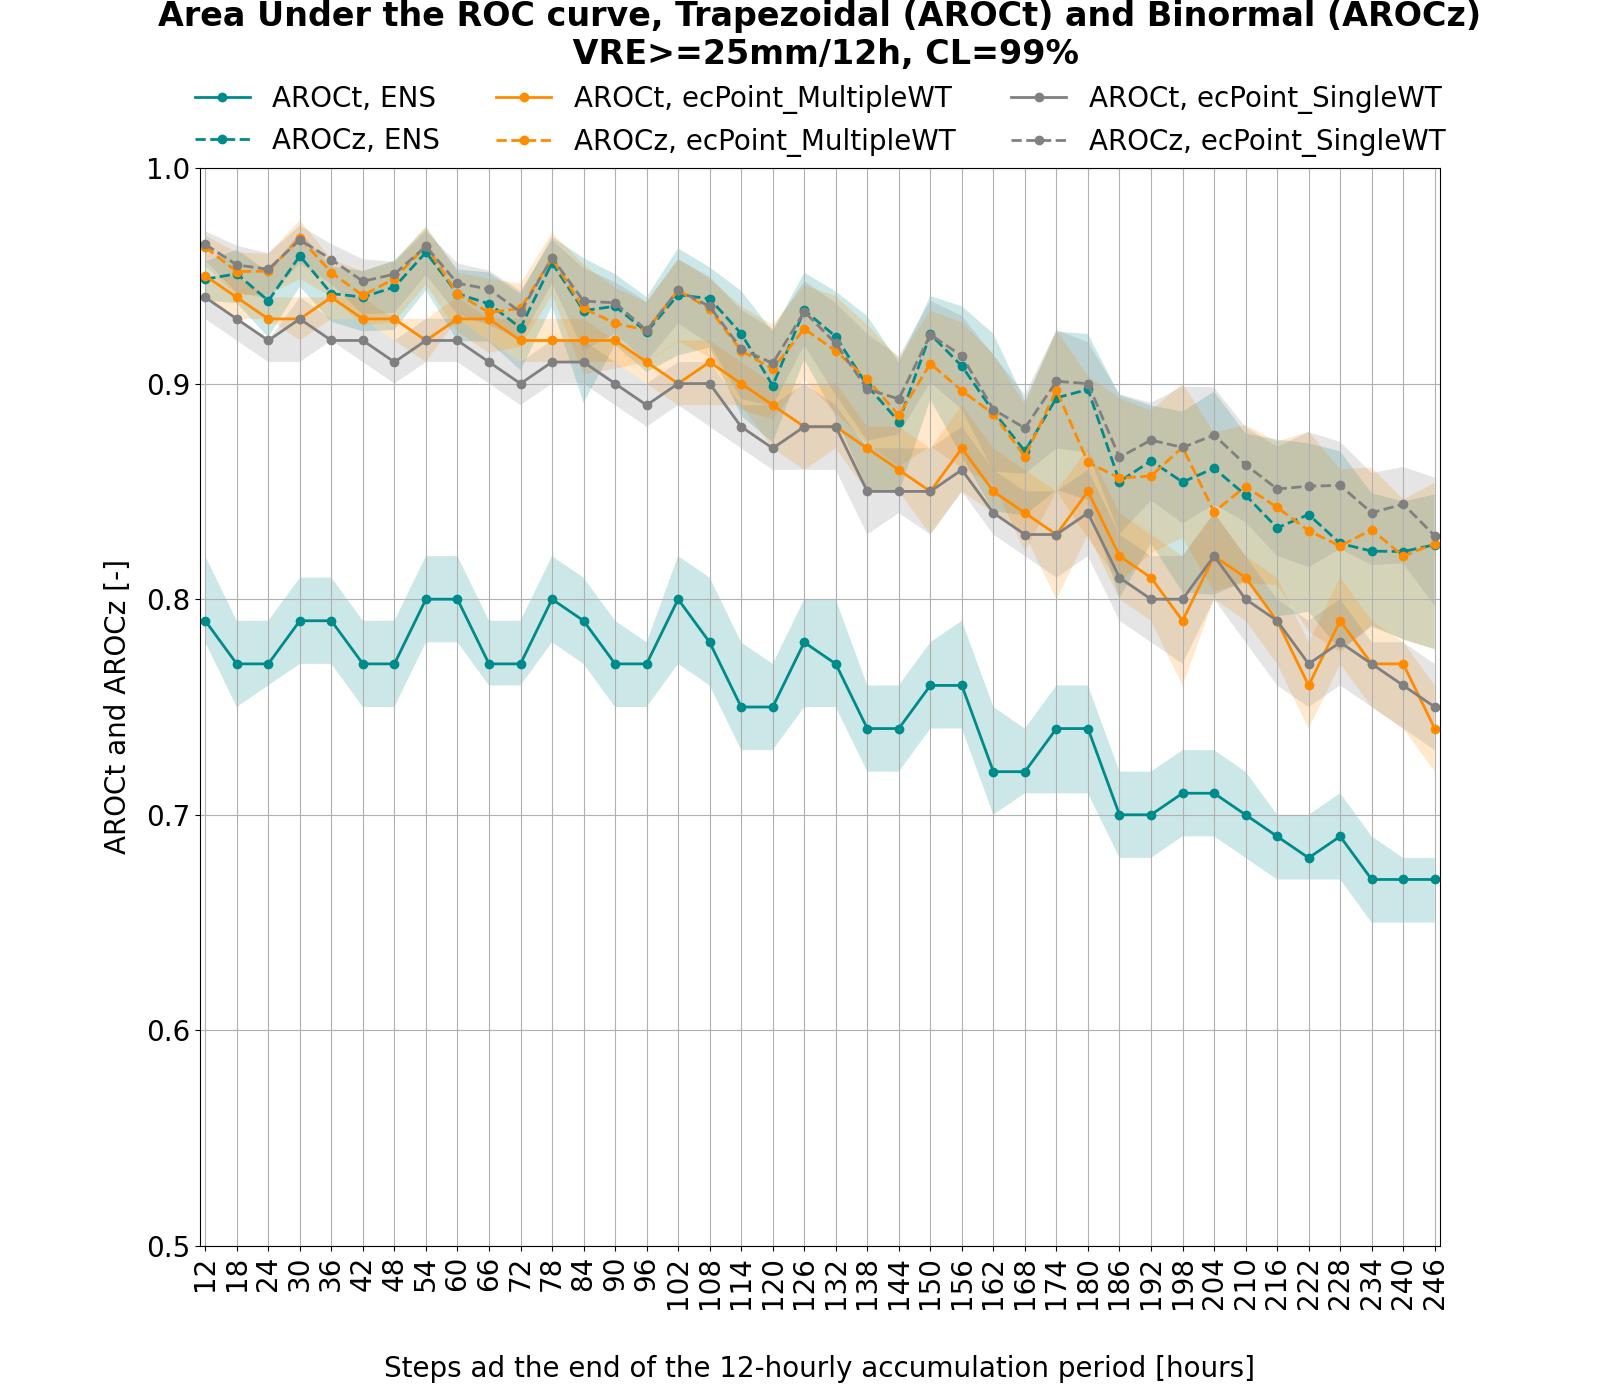 Area Under the ROC curve, Trapezoidal (AROCt) and Binormal (AROCz)
VRE>=25mm/12h, CL=99%
AROCt, ENS
AROCt, ecPoint_MultipleWT
AROCt, ecPoint_SingleWT
AROCz, ENS
AROCz, ecPoint_MultipleWT
AROCz, ecPoint_SingleWT
1.0
0.9
0.8
0.7
0.6
0.5
AROCt and AROCz [-]
12 18 24 30 36 42 48 54 60 66 72 78 84 90 96 102 108 114 120 126 132 138 144 150 156 162 168 174 180 186 192 198 204 210 216 222 228 234 240 246
Steps ad the end of the 12-hourly accumulation period [hours]